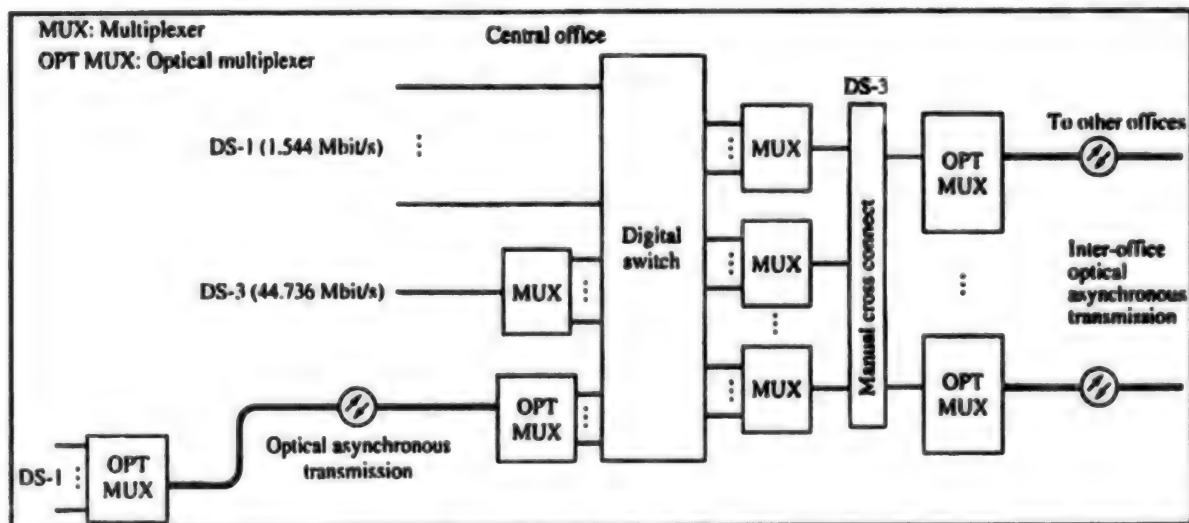 MUX: Multiplexer
OPT MUX: Optical multiplexer
Central office
DS-1 (1.544 Mbit/s)
DS-3 (44.736 Mbit/s)
MUX
OPT
MUX
Optical asynchronous
transmission
DS-1
OPT
MUX
Digital
switch
MUX
MUX
MUX
DS-3
Manual cross connect
OPT
MUX
OPT
MUX
To other offices
Inter-office
optical
asynchronous
transmission